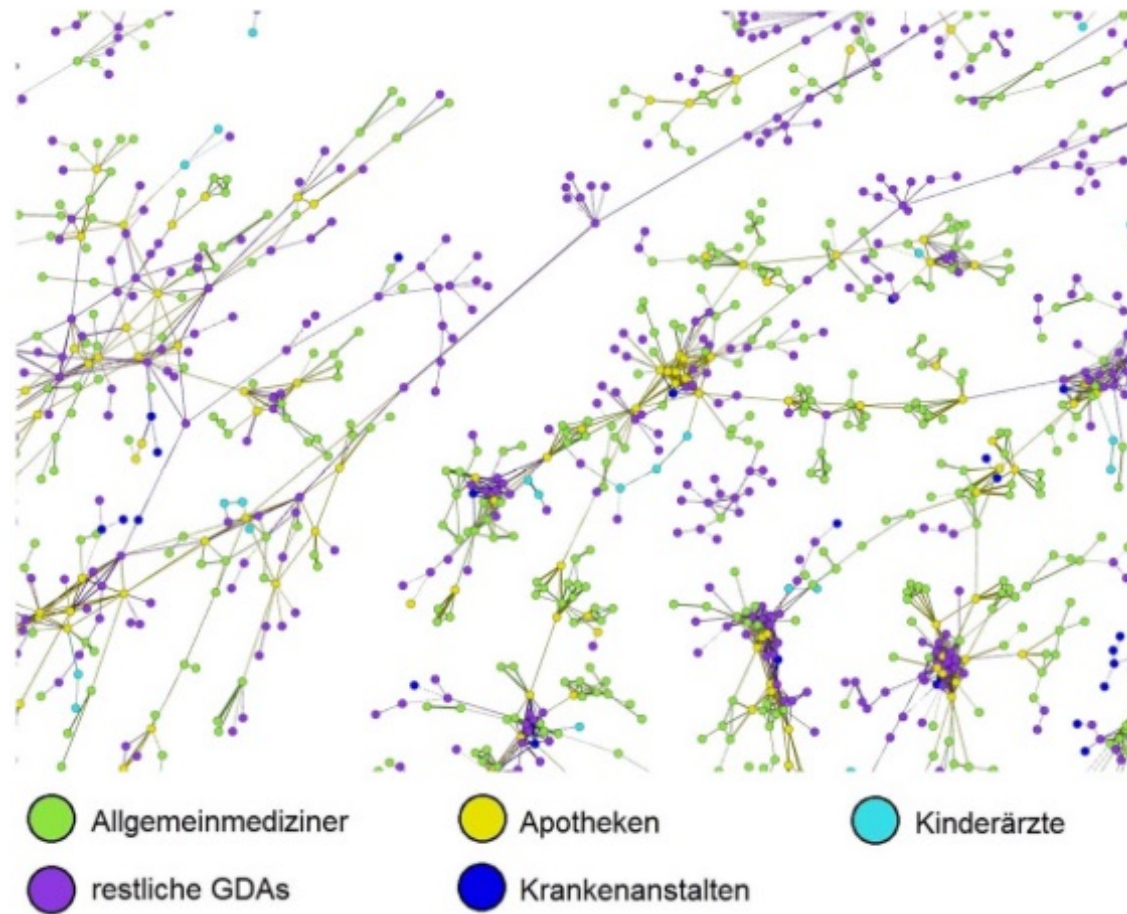 Allgemeinmediziner
Apotheken
Kinderärzte
restliche GDAs
Krankenanstalten